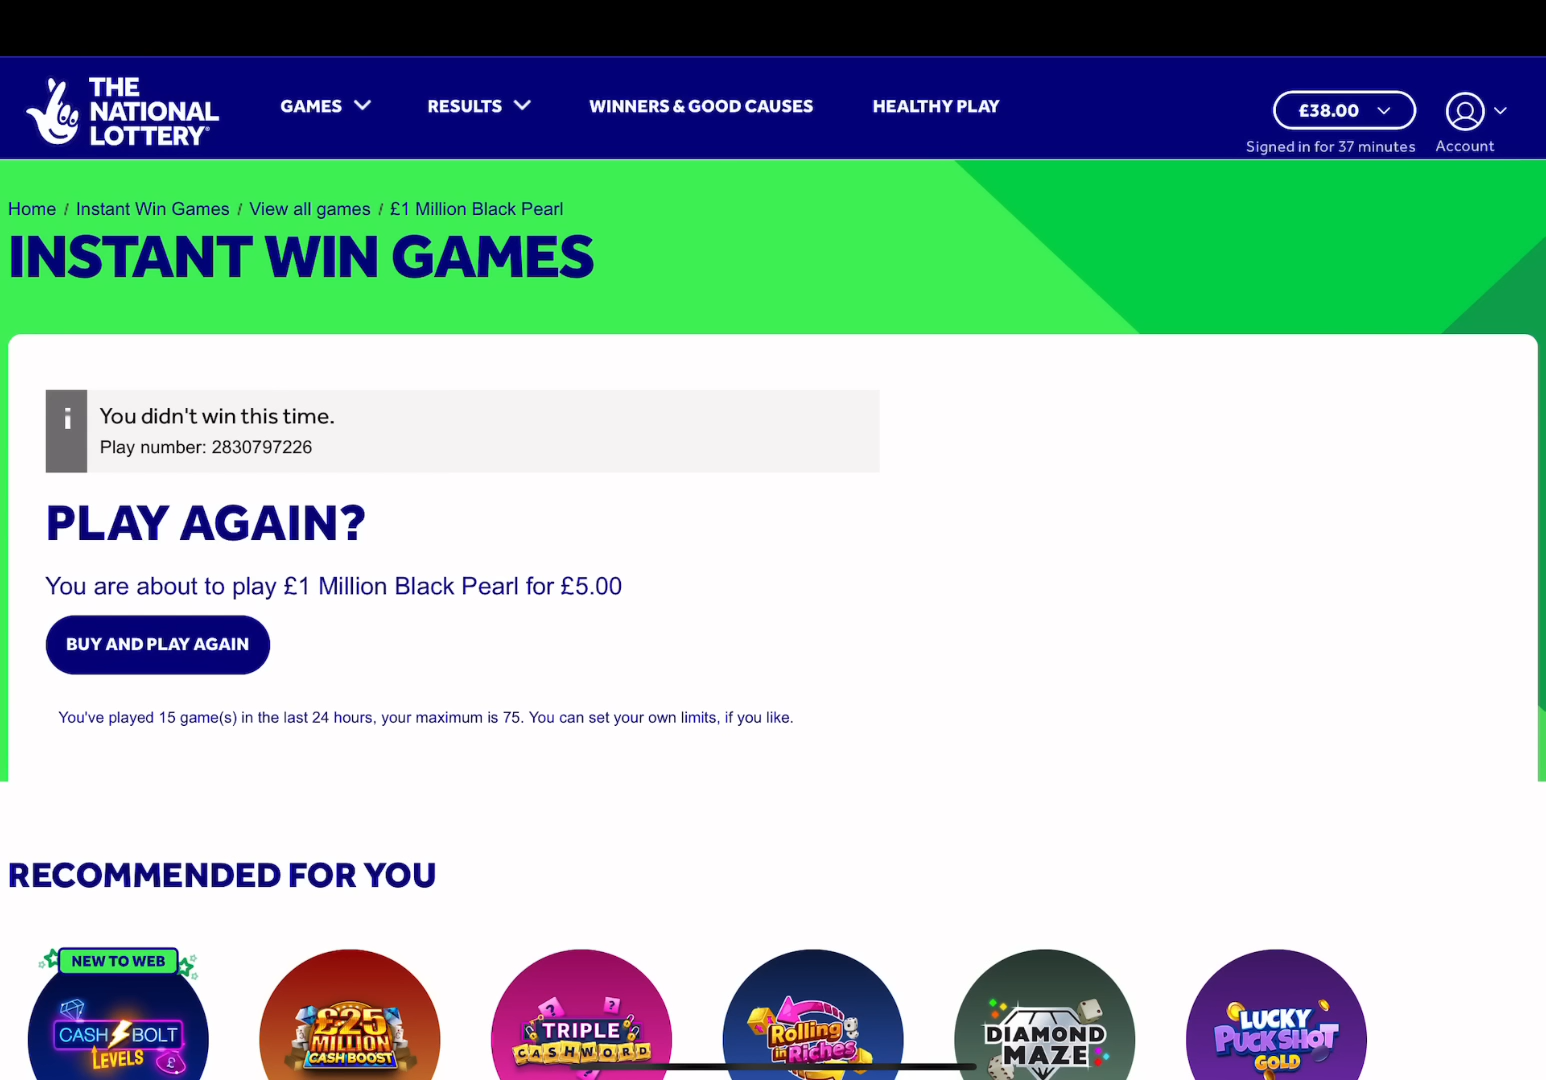 THE
NATIONAL
LOTTERY
GAMES
RESULTS
WINNERS & GOOD CAUSES
HEALTHY PLAY
£38.00
Signed in for 37 minutes
Account
Home / Instant Win Games / View all games / £1 Million Black Pearl
INSTANT WIN GAMES
i
You didn't win this time.
Play number: 2830797226
PLAY AGAIN?
You are about to play £1 Million Black Pearl for £5.00
BUY AND PLAY AGAIN
You've played 15 game(s) in the last 24 hours, your maximum is 75. You can set your own limits, if you like.
RECOMMENDED FOR YOU
NEW TO WEB
CASH BOLT
LEVELS
£
£25
MILLION
CASH BOOST
? ?
TRIPLE
CASHWORD
?
Rolling
in Riches
DIAMOND
MAZE
LUCKY
PUCK SHOT
GOLD